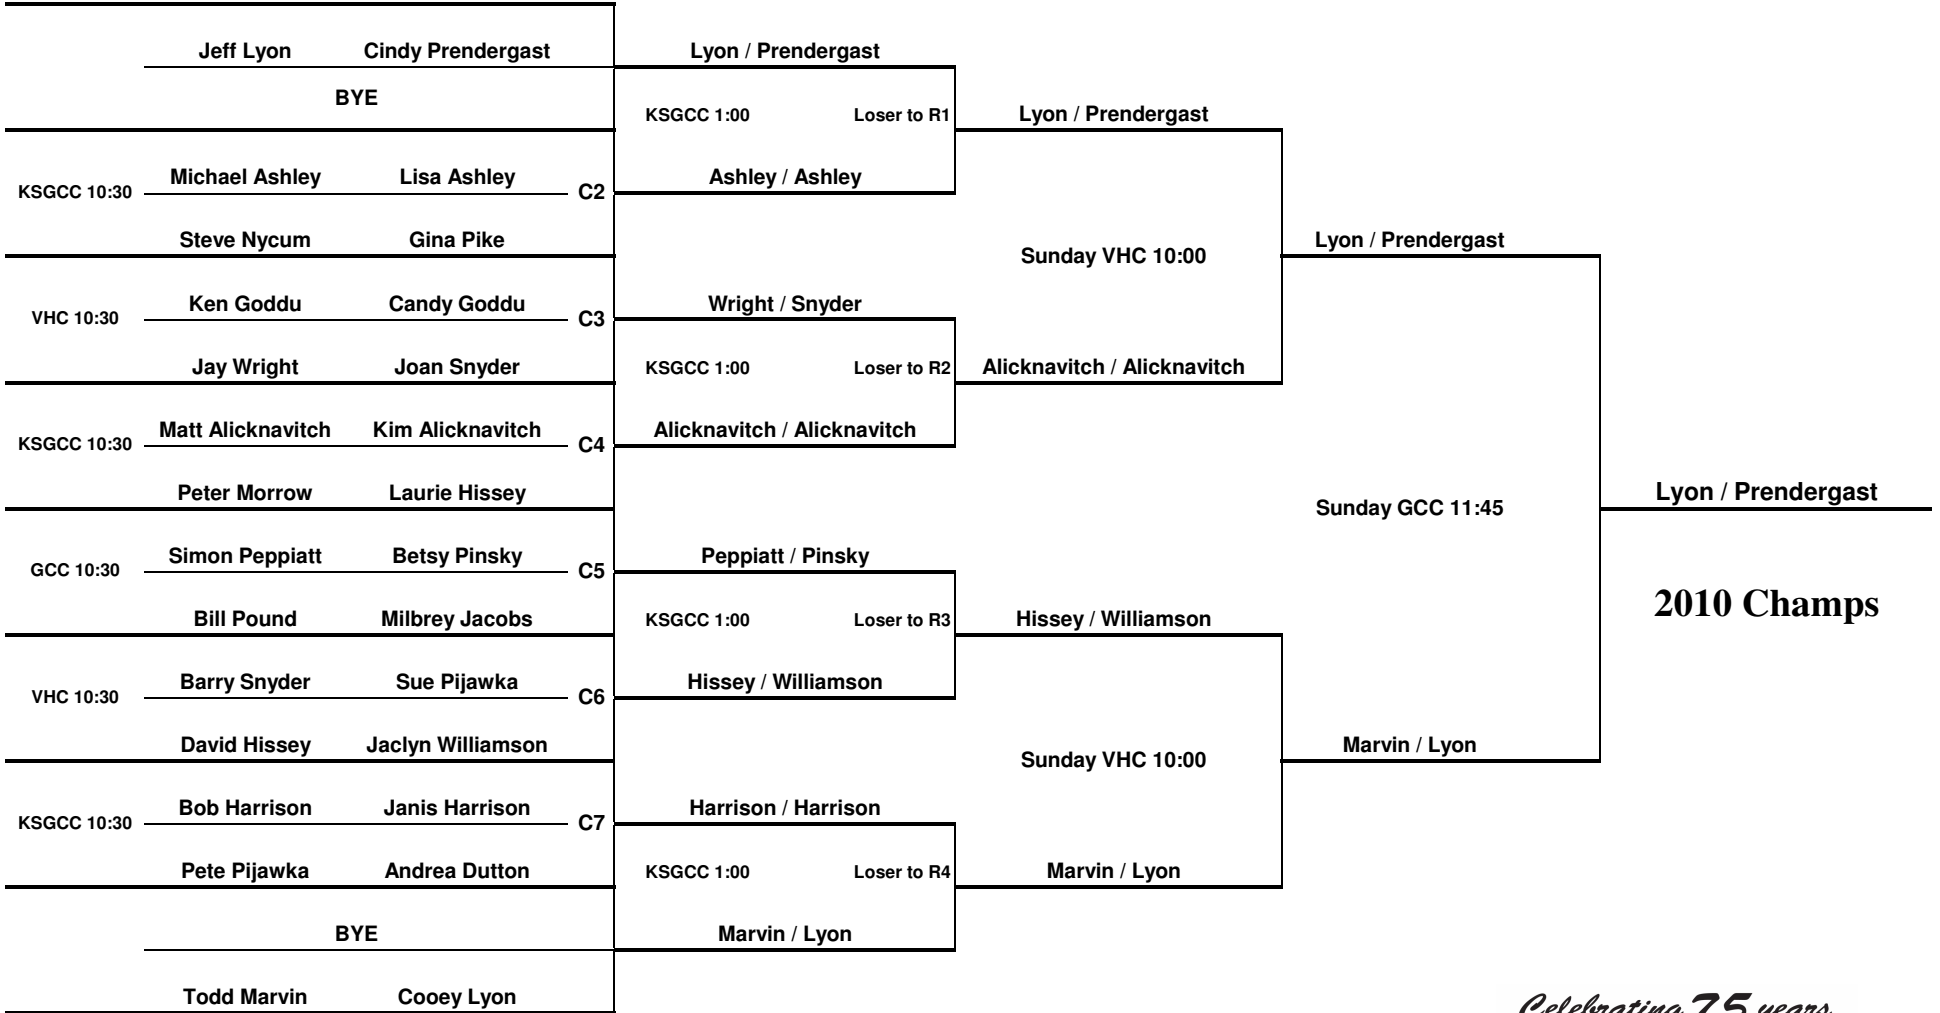 Jeff Lyon Cindy Prendergast Lyon / Prendergast
BYE
KSGCC 1:00 Loser to R1 Lyon / Prendergast
KSGCC 10:30 Michael Ashley Lisa Ashley C2 Ashley / Ashley
Steve Nycum Gina Pike Lyon / Prendergast
Sunday VHC 10:00
VHC 10:30 Ken Goddu Candy Goddu C3 Wright / Snyder
Jay Wright Joan Snyder KSGCC 1:00 Loser to R2 Alicknavitch / Alicknavitch
KSGCC 10:30 Matt Alicknavitch Kim Alicknavitch C4 Alicknavitch / Alicknavitch
Peter Morrow Laurie Hissey Lyon / Prendergast
Sunday GCC 11:45
GCC 10:30 Simon Peppiatt Betsy Pinsky C5 Peppiatt / Pinsky
2010 Champs
Bill Pound Milbrey Jacobs KSGCC 1:00 Loser to R3 Hissey / Williamson
VHC 10:30 Barry Snyder Sue Pijawka C6 Hissey / Williamson
David Hissey Jaclyn Williamson Marvin / Lyon
Sunday VHC 10:00
KSGCC 10:30 Bob Harrison Janis Harrison C7 Harrison / Harrison
Pete Pijawka Andrea Dutton KSGCC 1:00 Loser to R4 Marvin / Lyon
BYE Marvin / Lyon
Todd Marvin Cooey Lyon
Celebrating 75 years